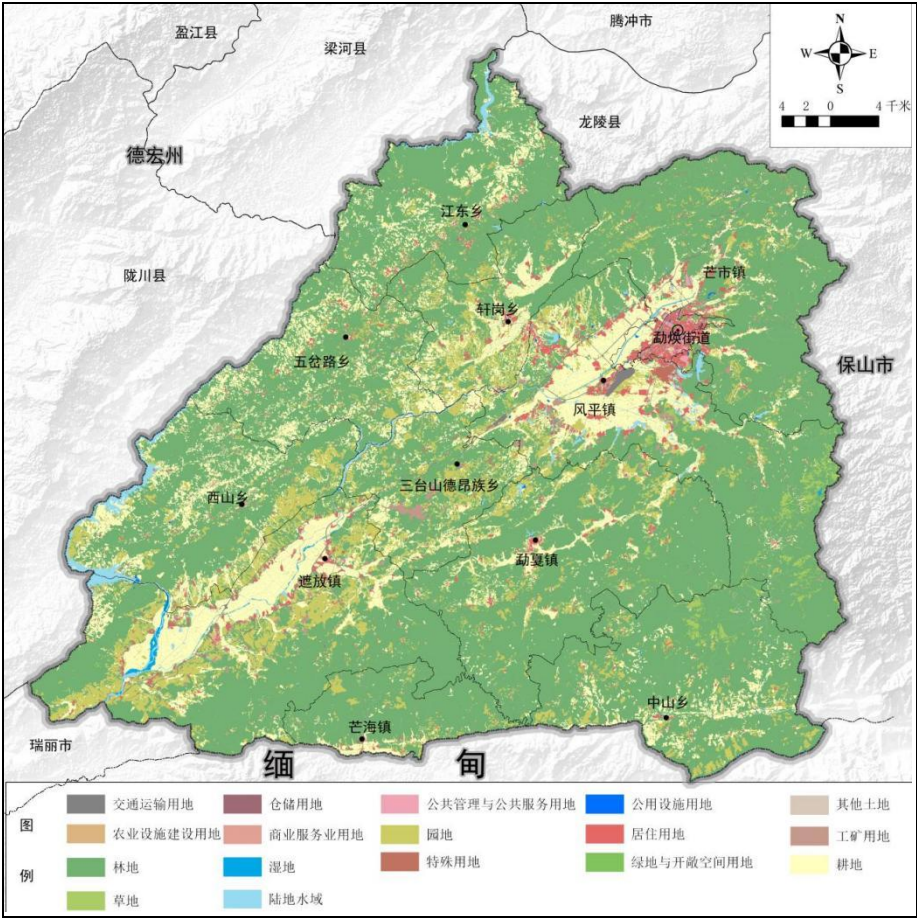 腾冲市
盈江县
梁河县
N
W E
S
4 2 0 4 千米
龙陵县
德宏州
江东乡
陇川县
芒市镇
轩岗乡
勐焕街道
五岔路乡
保山市
风平镇
三台山德昂族乡
西山乡
勐戛镇
遮放镇
中山乡
芒海镇
瑞丽市
缅 甸
图例
交通运输用地 仓储用地 公共管理与公共服务用地 公用设施用地 其他土地
农业设施建设用地 商业服务业用地 园地 居住用地 工矿用地
林地 湿地 特殊用地 绿地与开敞空间用地 耕地
草地 陆地水域